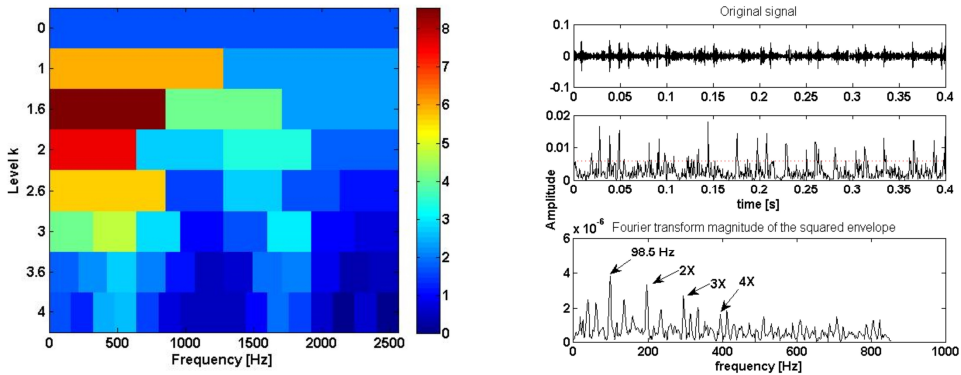 0
1
1.6
2
2.6
3
3.6
4
Level k
0 500 1000 1500 2000 2500
Frequency [Hz]
8
7
6
5
4
3
2
1
0
Original signal
0.1
0
-0.1
0 0.05 0.1 0.15 0.2 0.25 0.3 0.35 0.4
0.02
0.01
0
0 0.05 0.1 0.15 0.2 0.25 0.3 0.35 0.4
time [s]
Amplitude
x 10^-6 Fourier transform magnitude of the squared envelope
6
4
2
0
98.5 Hz
2X
3X
4X
0 200 400 600 800 1000
frequency [Hz]